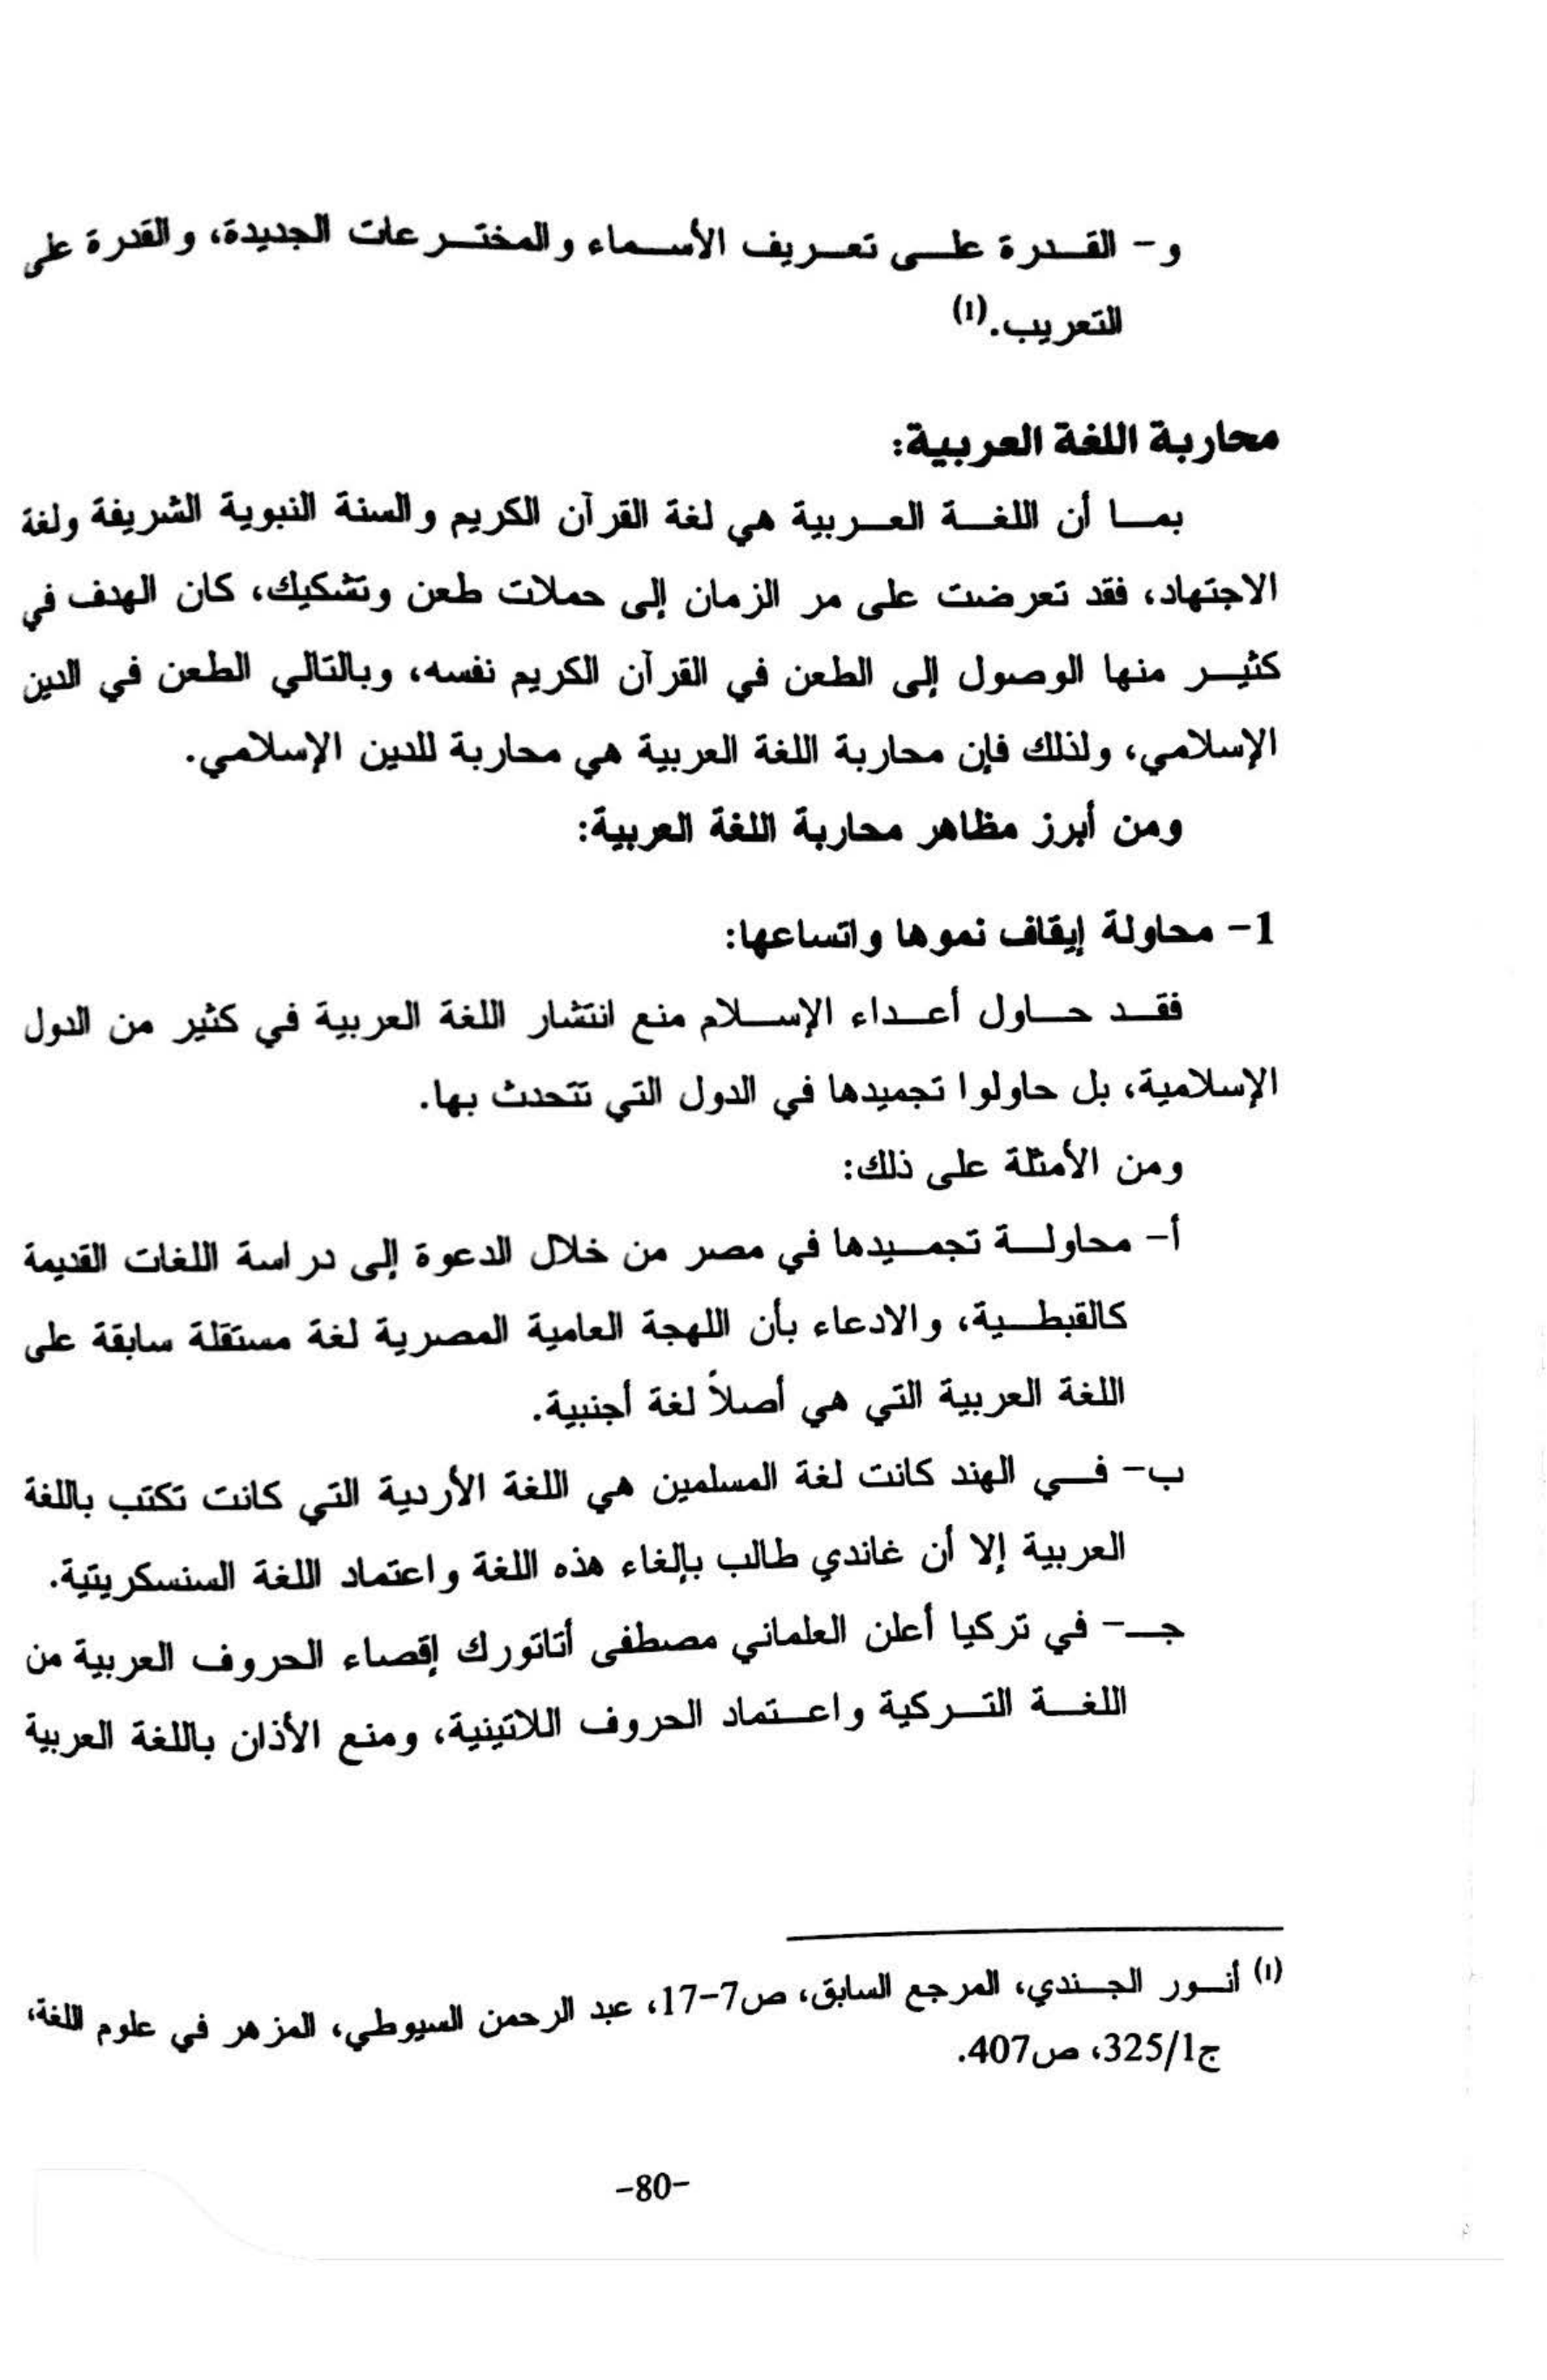 و- القدرة على تعريف الأسماء والمخترعات الجديدة، والقدرة على
التعريب.(1)
محاربة اللغة العربية:
بما أن اللغة العربية هي لغة القرآن الكريم والسنة النبوية الشريفة ولغة
الاجتهاد، فقد تعرضت على مر الزمان إلى حملات طعن وتشكيك، كان الهدف في
كثير منها الوصول إلى الطعن في القرآن الكريم نفسه، وبالتالي الطعن في الدين
الإسلامي، ولذلك فإن محاربة اللغة العربية هي محاربة للدين الإسلامي.
ومن أبرز مظاهر محاربة اللغة العربية:
1- محاولة إيقاف نموها واتساعها:
فقد حاول أعداء الإسلام منع انتشار اللغة العربية في كثير من الدول
الإسلامية، بل حاولوا تجميدها في الدول التي تتحدث بها.
ومن الأمثلة على ذلك:
أ- محاولة تجميدها في مصر من خلال الدعوة إلى دراسة اللغات القديمة
كالقبطية، والادعاء بأن اللهجة العامية المصرية لغة مستقلة سابقة على
اللغة العربية التي هي أصلاً لغة أجنبية.
ب- في الهند كانت لغة المسلمين هي اللغة الأردية التي كانت تكتب باللغة
العربية إلا أن غاندي طالب بإلغاء هذه اللغة واعتماد اللغة السنسكريتية.
جـ- في تركيا أعلن العلماني مصطفى أتاتورك إقصاء الحروف العربية من
اللغة التركية واعتماد الحروف اللاتينية، ومنع الأذان باللغة العربية
(1) أنور الجندي، المرجع السابق، ص7-17، عبد الرحمن السيوطي، المزهر في علوم اللغة،
ج325/1، ص407.
-80-